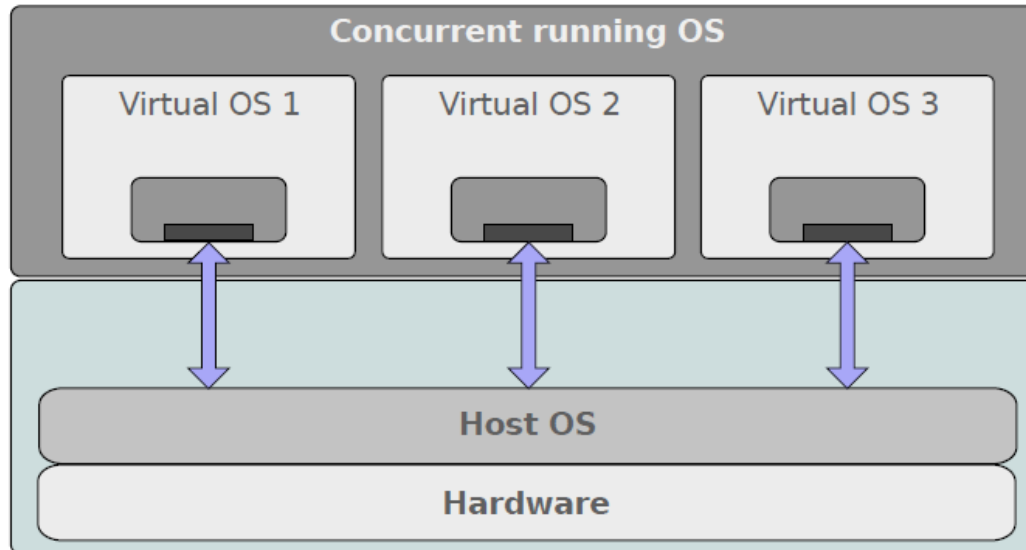 Concurrent running OS
Virtual OS 1
Virtual OS 2
Virtual OS 3
Host OS
Hardware